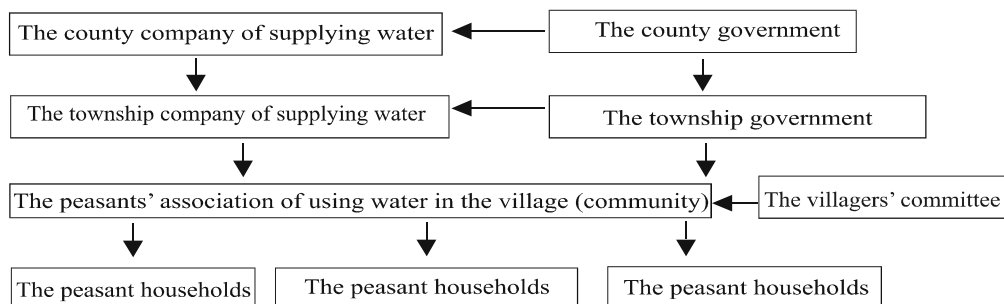 The county company of supplying water
The county government
The township company of supplying water
The township government
The peasants' association of using water in the village (community)
The villagers' committee
The peasant households
The peasant households
The peasant households